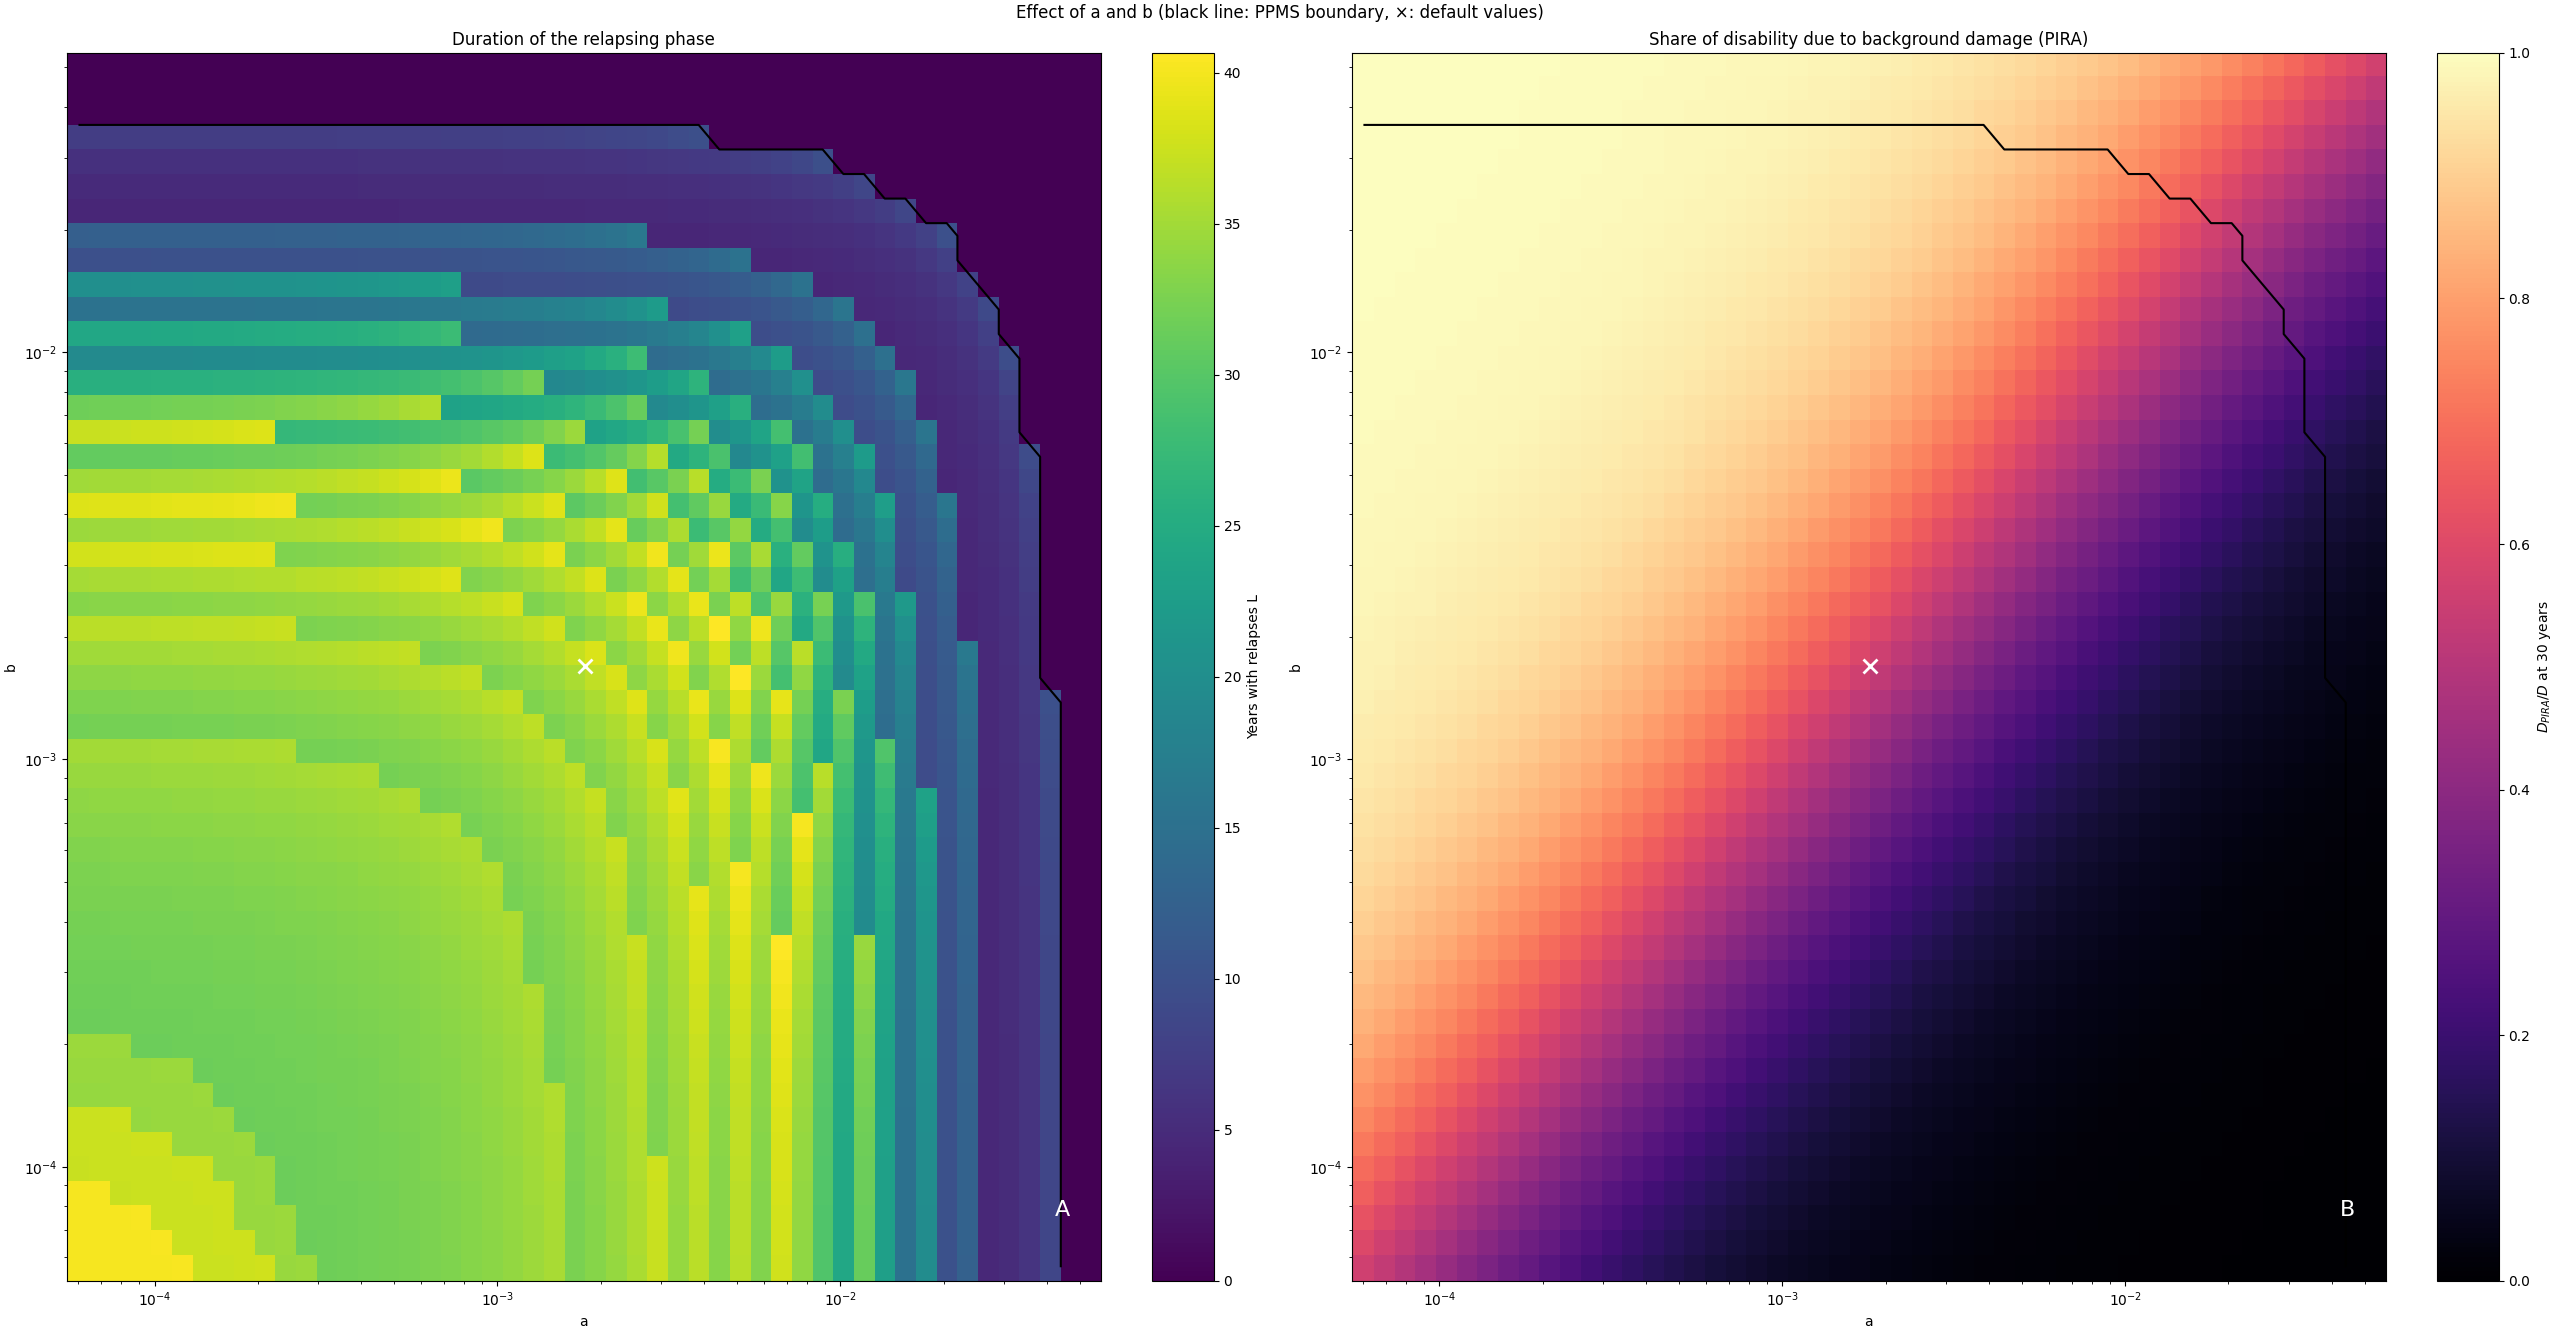 Effect of a and b (black line: PPMS boundary, ×: default values)
Duration of the relapsing phase
b
10⁻²
10⁻³
10⁻⁴
10⁻⁴
10⁻³
10⁻²
a
A
40
35
30
25
20
15
10
5
0
Years with relapses L
Share of disability due to background damage (PIRA)
b
10⁻²
10⁻³
10⁻⁴
10⁻⁴
10⁻³
10⁻²
a
B
1.0
0.8
0.6
0.4
0.2
0.0
D_PIRA/D at 30 years